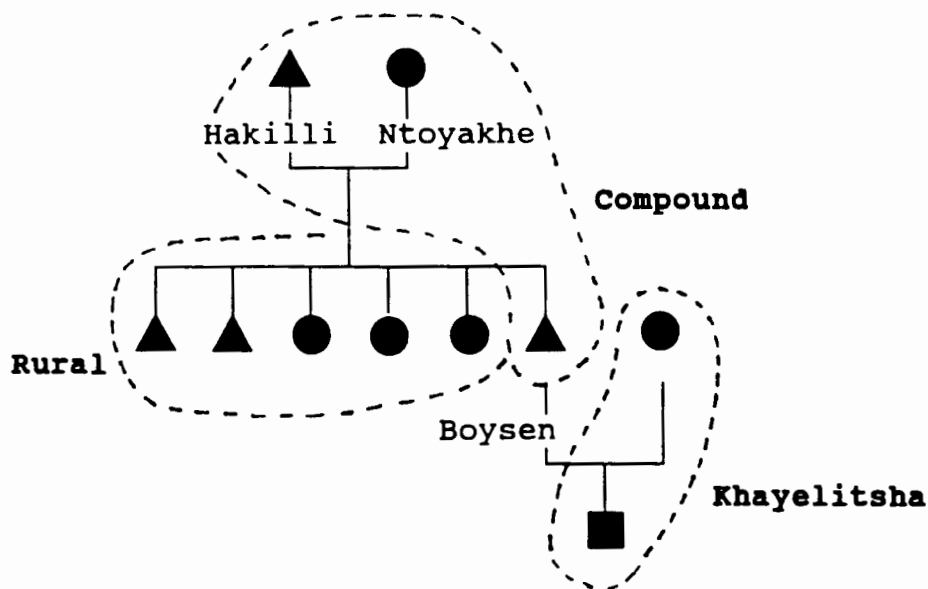 Hakilli Ntoyakhe
Compound
Rural
Boysen
Khayelitsha